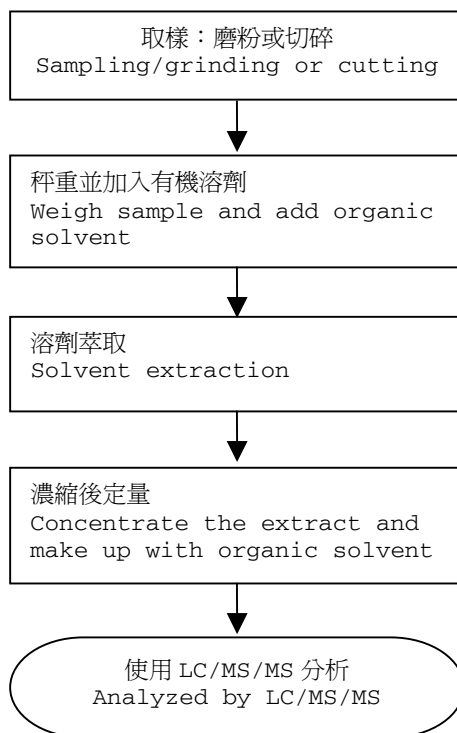 取樣：磨粉或切碎
Sampling/grinding or cutting
秤重並加入有機溶劑
Weigh sample and add organic
solvent
溶劑萃取
Solvent extraction
濃縮後定量
Concentrate the extract and
make up with organic solvent
使用 LC/MS/MS 分析
Analyzed by LC/MS/MS